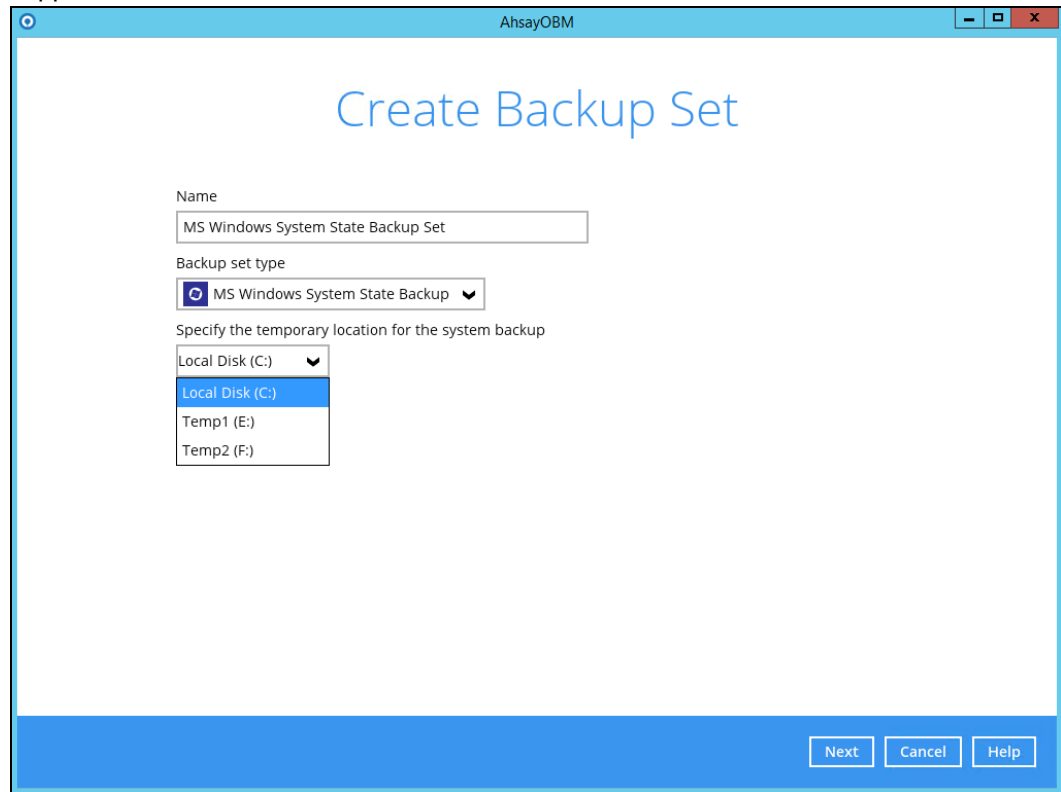 AhsayOBM
Create Backup Set
Name
MS Windows System State Backup Set
Backup set type
MS Windows System State Backup
Specify the temporary location for the system backup
Local Disk (C:)
Local Disk (C:)
Temp1 (E:)
Temp2 (F:)
Next Cancel Help